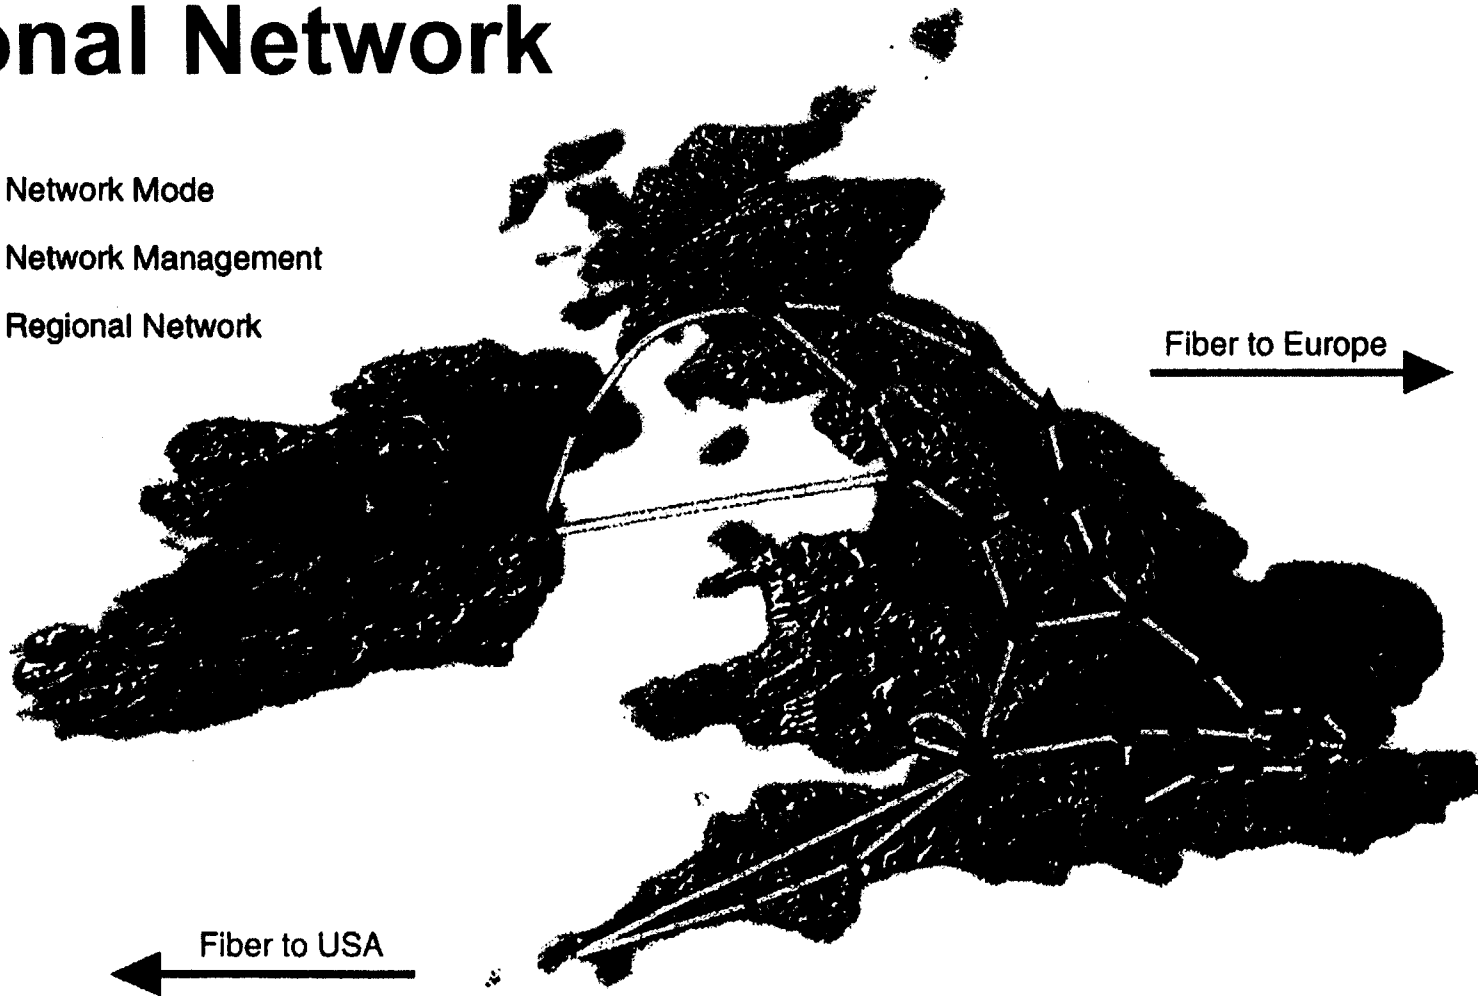 onal Network
Network Mode
Network Management
Regional Network
Fiber to Europe
Fiber to USA